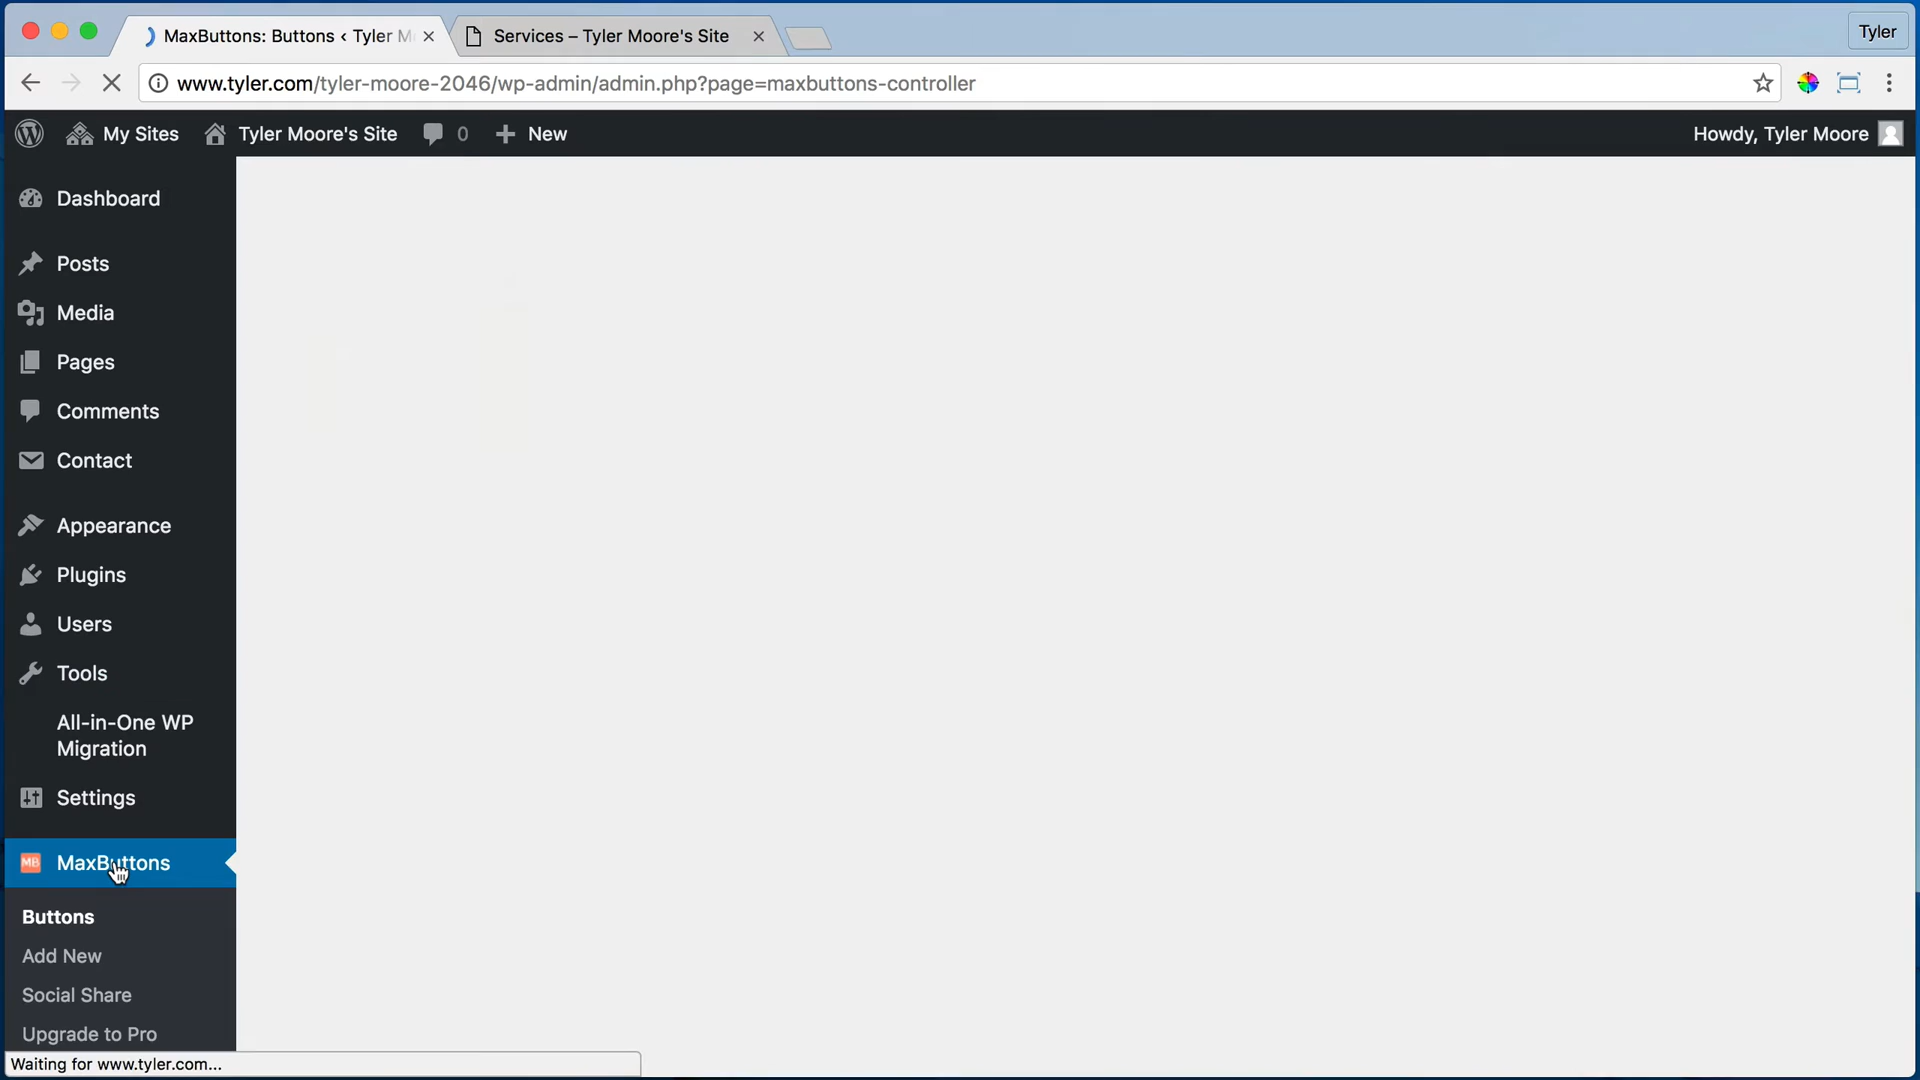 MaxButtons: Buttons ‹ Tyler M
Services – Tyler Moore's Site
Tyler
www.tyler.com/tyler-moore-2046/wp-admin/admin.php?page=maxbuttons-controller
My Sites
Tyler Moore's Site
0
New
Howdy, Tyler Moore
Dashboard
Posts
Media
Pages
Comments
Contact
Appearance
Plugins
Users
Tools
All-in-One WP
Migration
Settings
MB
MaxButtons
Buttons
Add New
Social Share
Upgrade to Pro
Waiting for www.tyler.com...